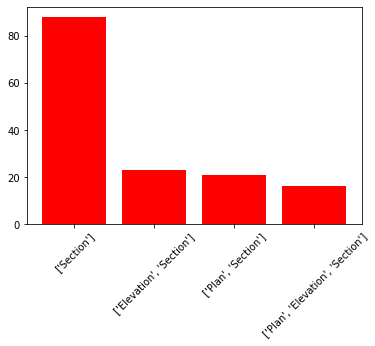 80
60
40
20
0
['Section']
['Elevation', 'Section']
['Plan', 'Section']
['Plan', 'Elevation', 'Section']